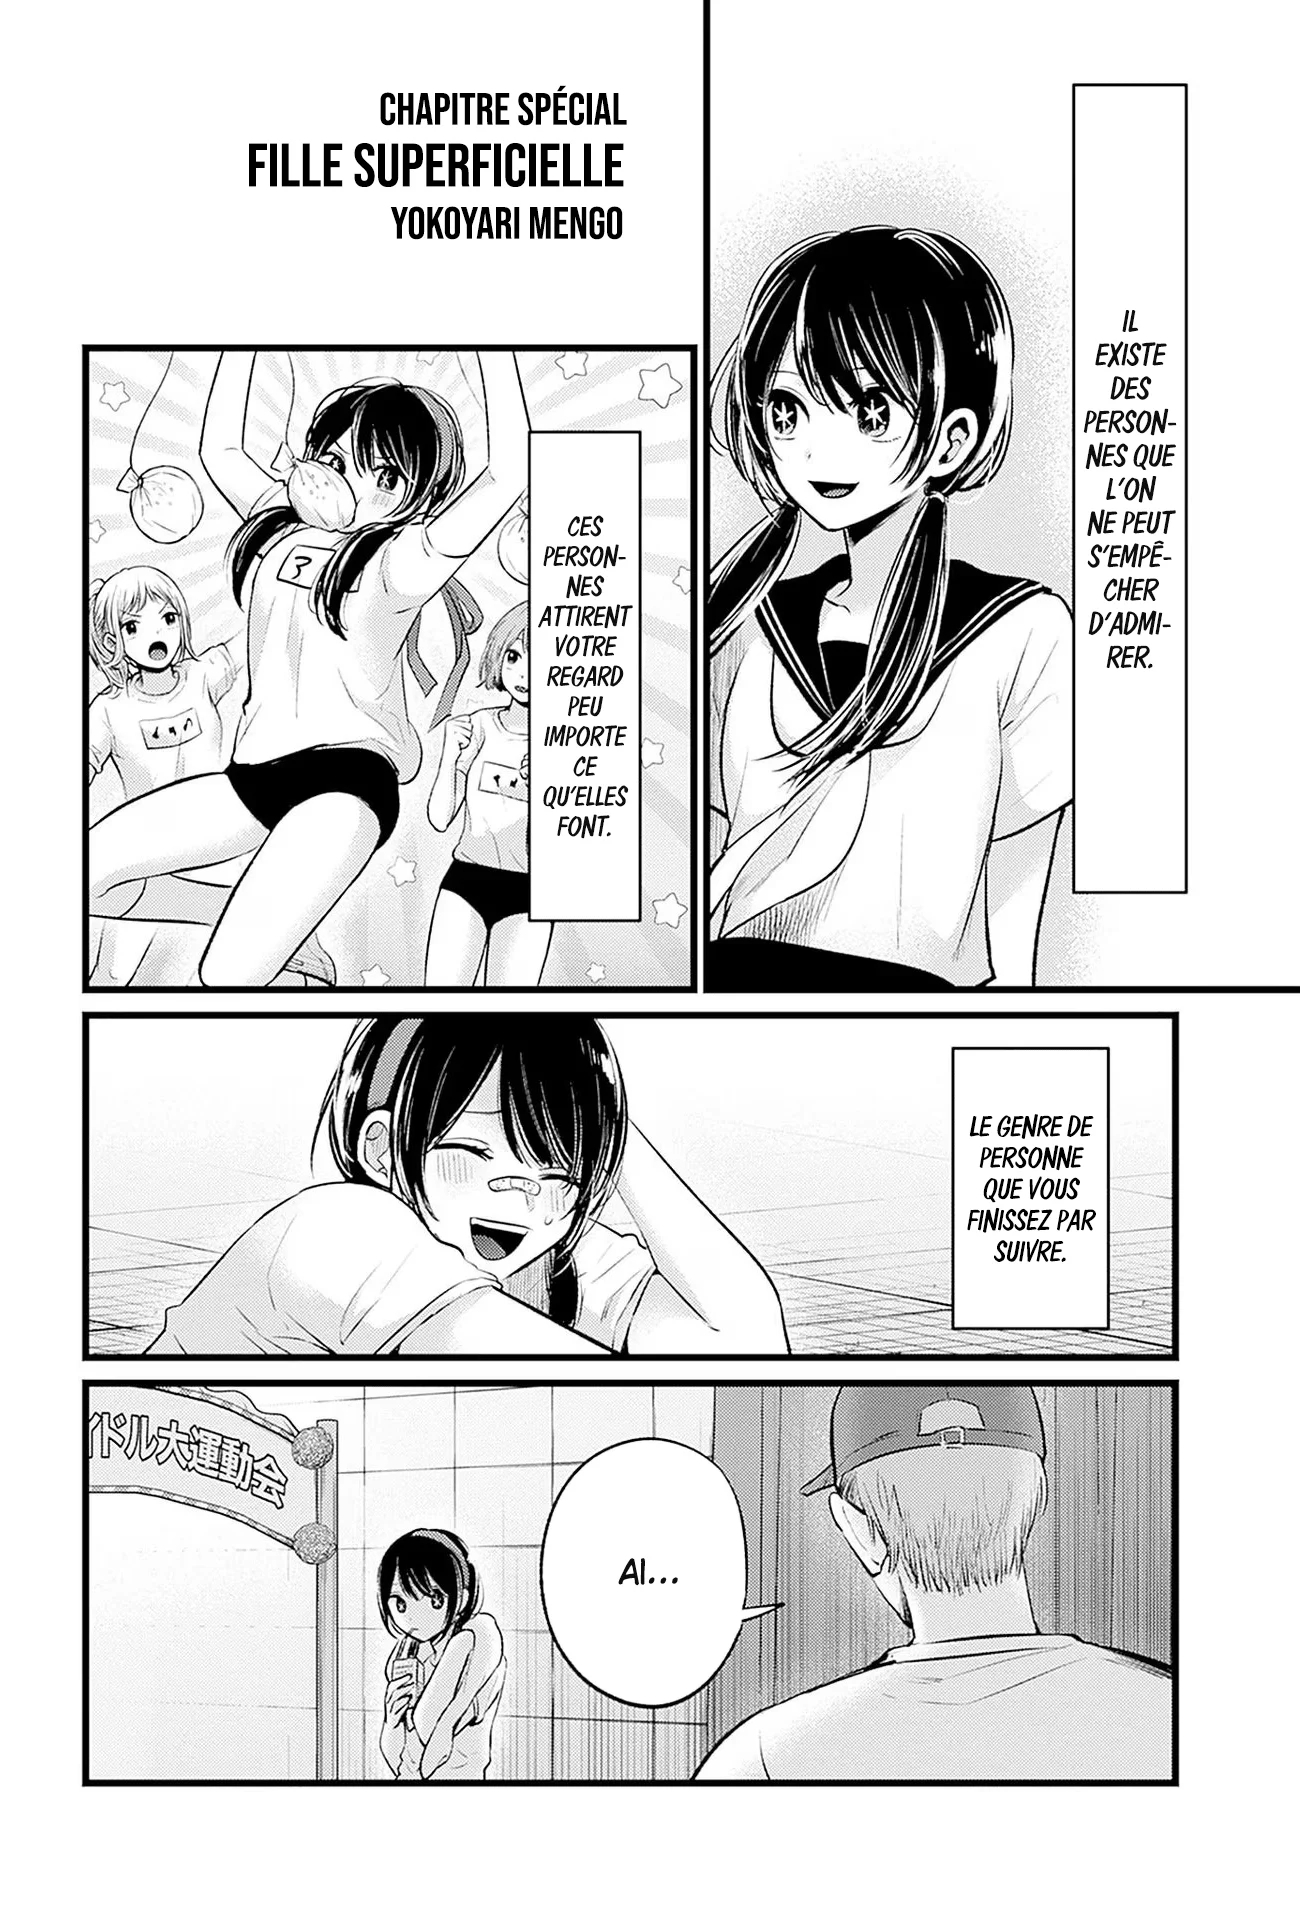 CHAPITRE SPÉCIAL
FILLE SUPERFICIELLE
YOKOYARI MENGO
IL
EXISTE
DES
PERSON-
NES QUE
L'ON
NE PEUT
S'EMPÊ-
CHER
D'ADMI-
RER.
CES
PERSON-
NES
ATTIRENT
VOTRE
REGARD
PEU
IMPORTE
CE
QU'ELLES
FONT.
3
LE GENRE DE
PERSONNE
QUE VOUS
FINISSEZ PAR
SUIVRE.
イドル大運動会
AI...